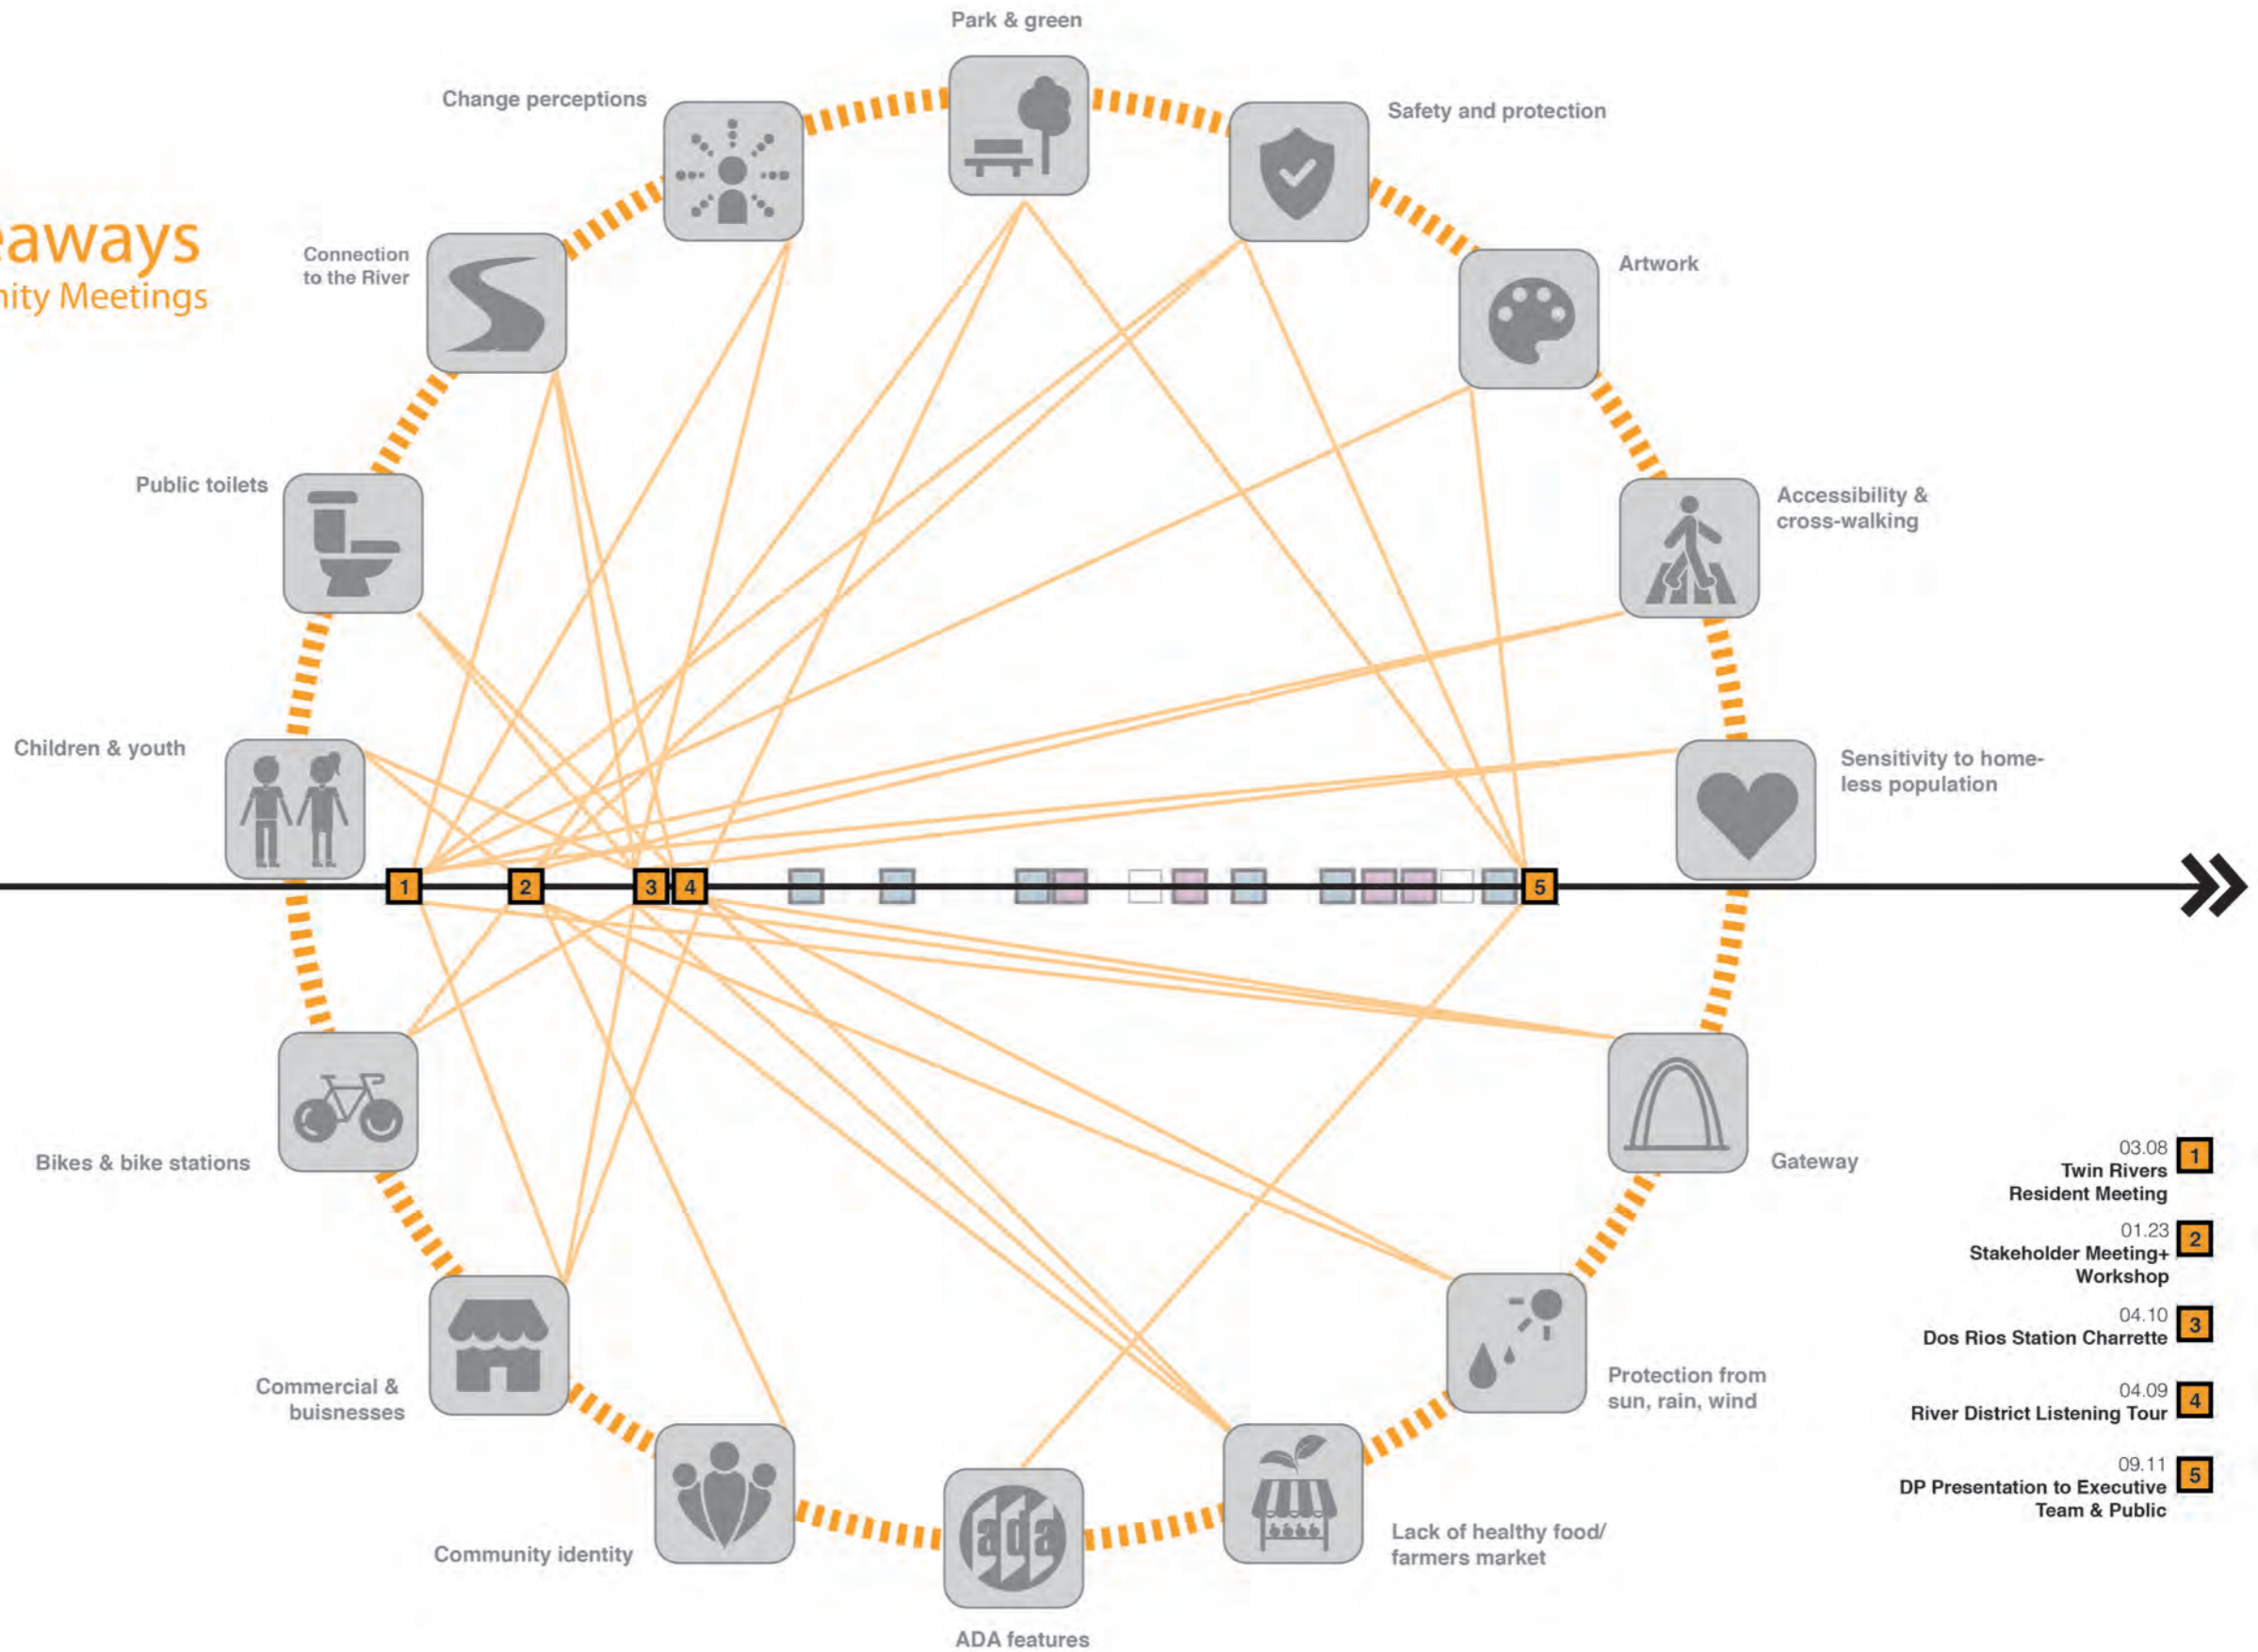 Park & green
Change perceptions
Safety and protection
Connection
to the River
Artwork
Public toilets
Accessibility &
cross-walking
Children & youth
Sensitivity to home-
less population
1
2
3
4
5
Bikes & bike stations
Gateway
Commercial &
buisnesses
Protection from
sun, rain, wind
Community identity
ada
Lack of healthy food/
farmers market
ADA features
03.08
1
Twin Rivers
Resident Meeting
01.23
2
Stakeholder Meeting+
Workshop
04.10
3
Dos Rios Station Charrette
04.09
4
River District Listening Tour
09.11
5
DP Presentation to Executive
Team & Public
eaways
nity Meetings